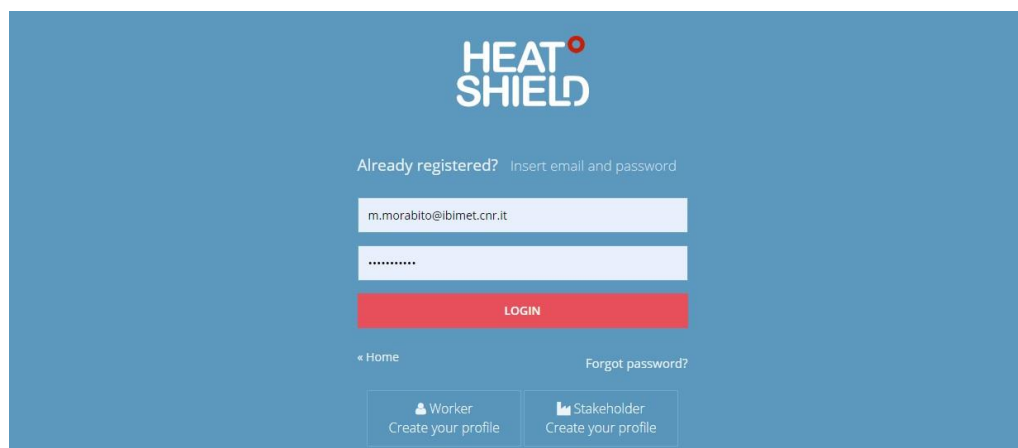 HEAT
SHIELD
Already registered? Insert email and password
m.morabito@ibimet.cnr.it
•••••••••••
LOGIN
« Home
Forgot password?
Worker
Create your profile
Stakeholder
Create your profile